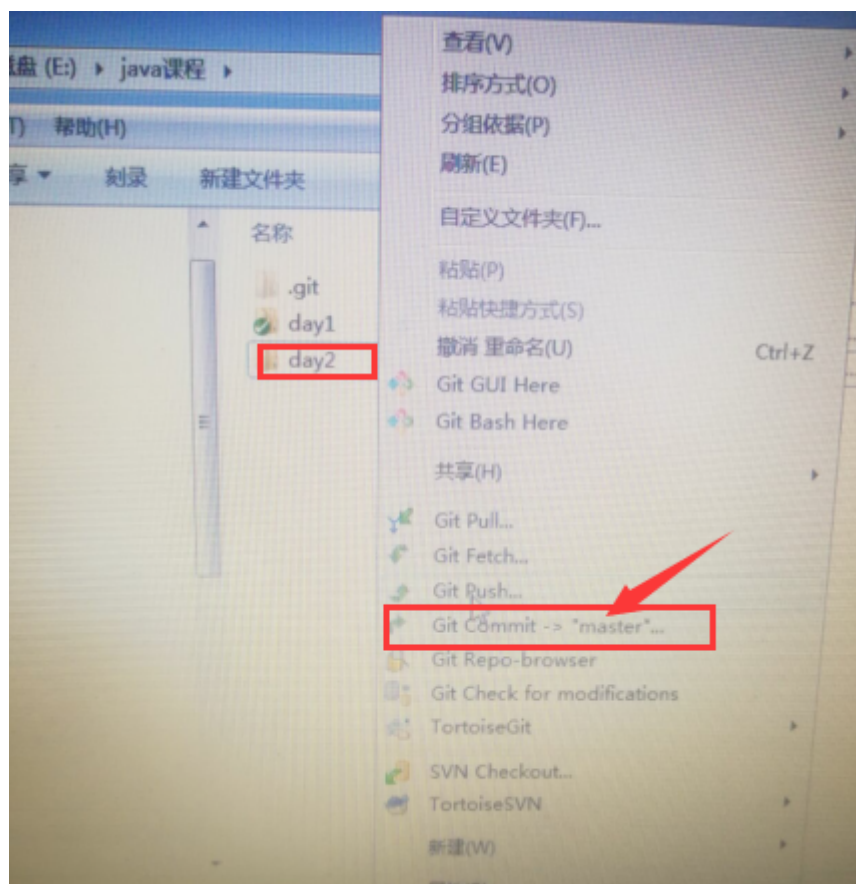 盘 (E:) ▸ java课程 ▸
帮助(H)
享 ▾ 刻录 新建文件夹
名称
.git
day1
day2
查看(V)
排序方式(O)
分组依据(P)
刷新(E)
自定义文件夹(F)...
粘贴(P)
粘贴快捷方式(S)
撤消 重命名(U) Ctrl+Z
Git GUI Here
Git Bash Here
共享(H)
Git Pull...
Git Fetch...
Git Push...
Git Commit -> "master"...
Git Repo-browser
Git Check for modifications
TortoiseGit
SVN Checkout...
TortoiseSVN
新建(W)